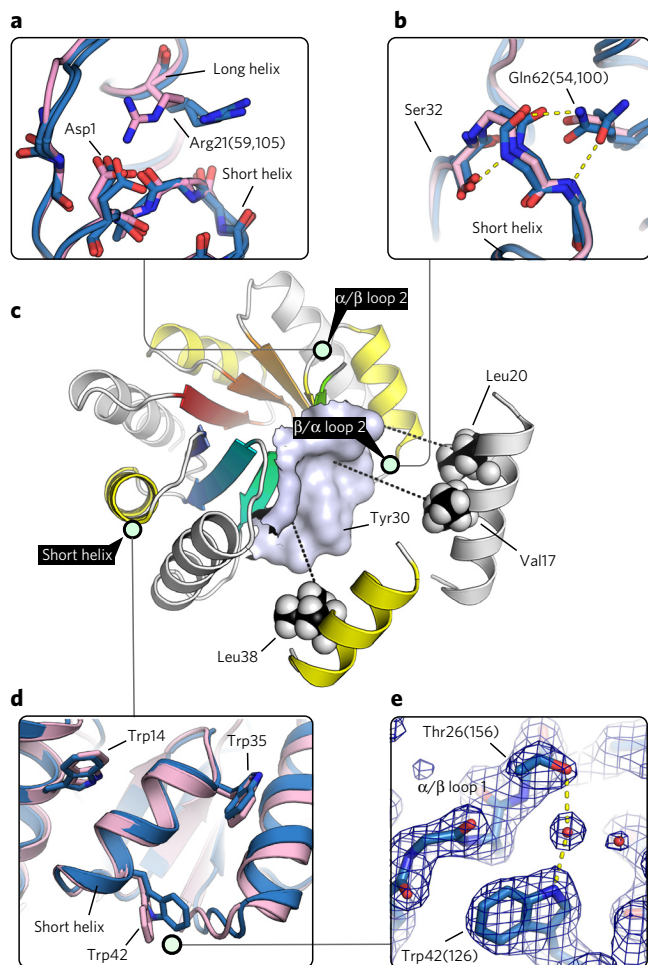 a
Long helix
Asp1
Arg21(59,105)
Short helix
b
Gln62(54,100)
Ser32
Short helix
c
α/β loop 2
β/α loop 2
Leu20
Val17
Tyr30
Short helix
Leu38
d
Trp14
Trp35
Short helix
Trp42
e
Thr26(156)
α/β loop 1
Trp42(126)